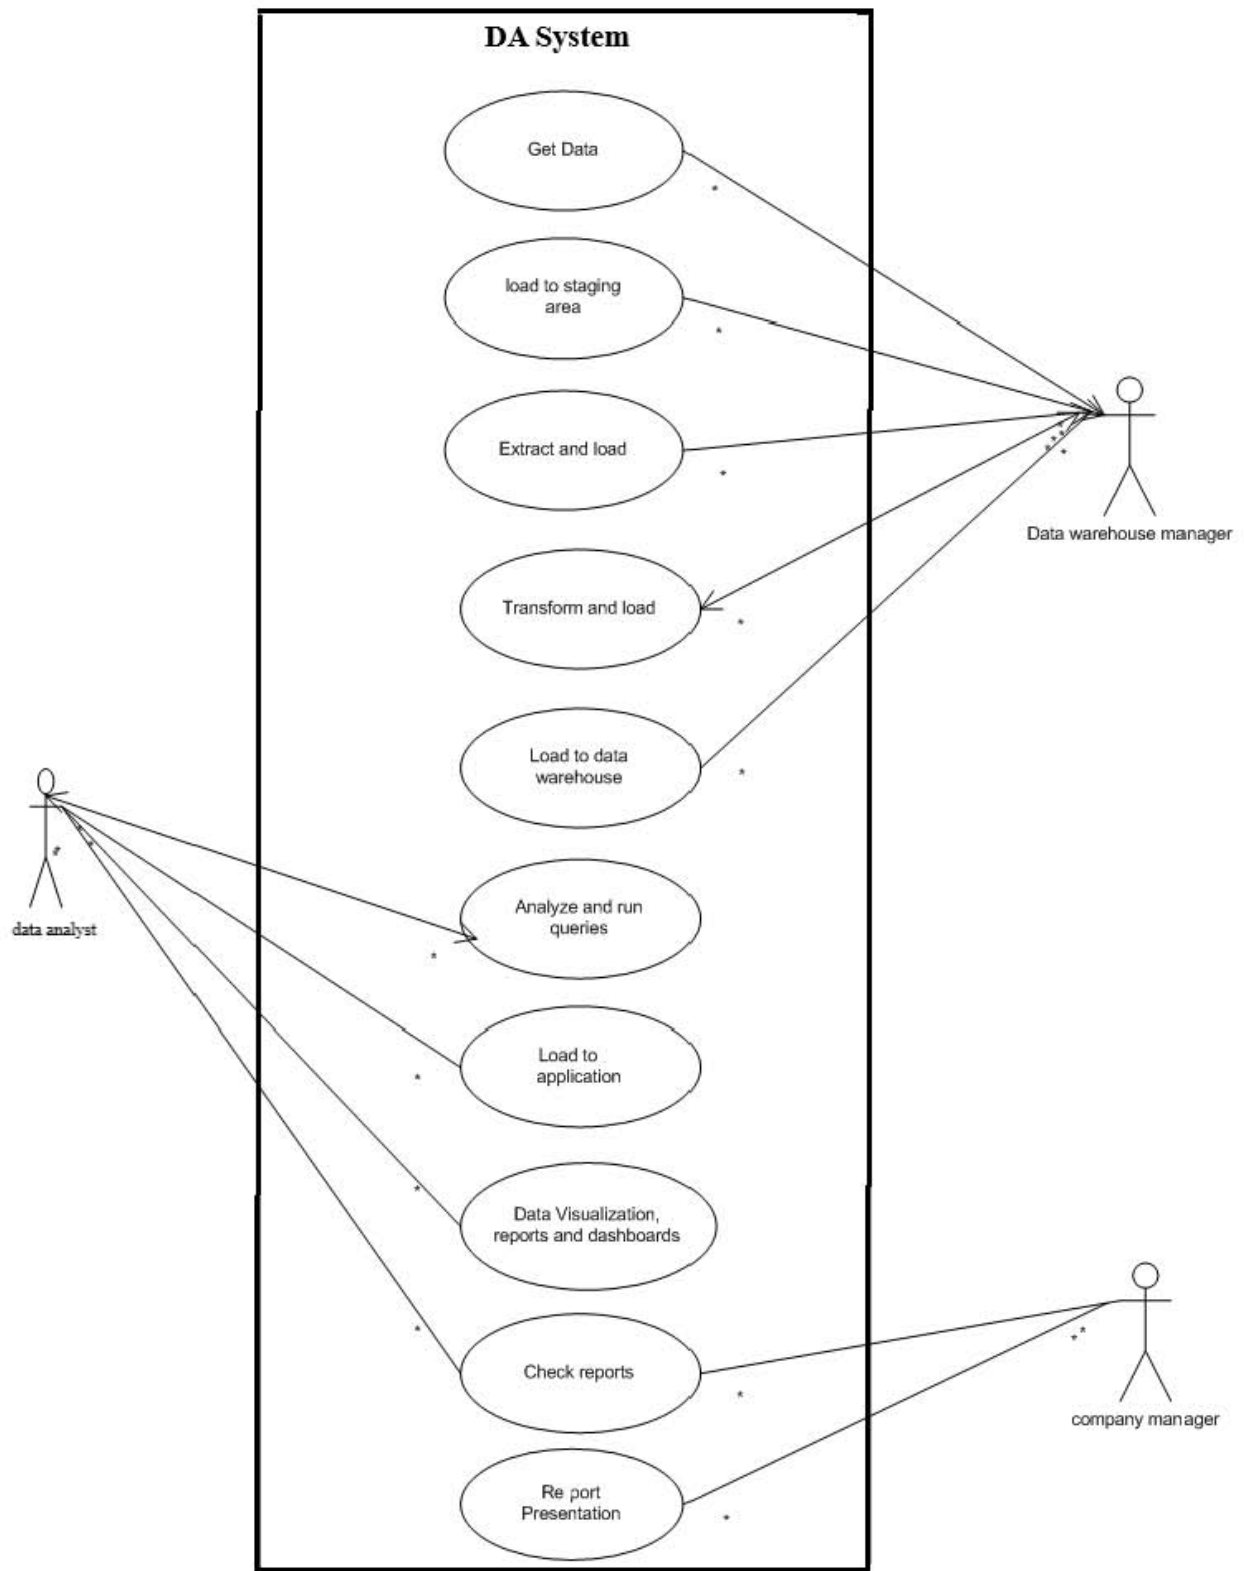 DA System
Get Data
*
load to staging
area
*
Extract and load
*
*
*
*
*
Data warehouse manager
Transform and load
*
Load to data
warehouse
*
*
*
*
*
data analyst
Analyze and run
queries
*
Load to
application
*
Data Visualization,
reports and dashboards
*
Check reports
*
*
*
*
company manager
Re port
Presentation
*